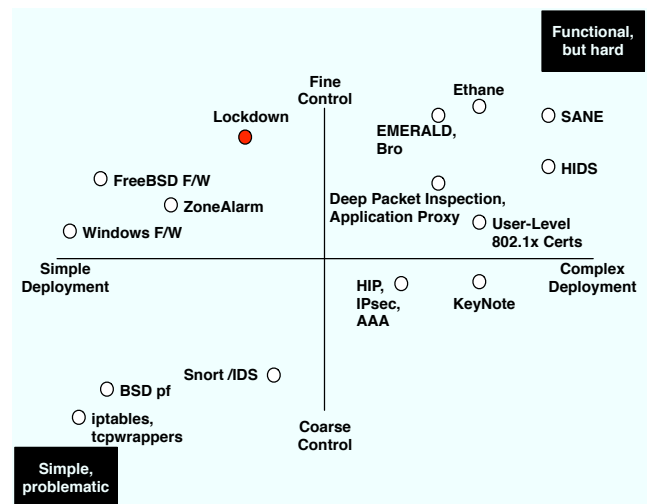 Functional,
but hard
Fine
Control
Ethane
Lockdown
SANE
EMERALD,
Bro
HIDS
FreeBSD F/W
Deep Packet Inspection,
Application Proxy
ZoneAlarm
User-Level
802.1x Certs
Windows F/W
Simple
Deployment
Complex
Deployment
HIP,
IPsec,
AAA
KeyNote
Snort /IDS
BSD pf
iptables,
tcpwrappers
Coarse
Control
Simple,
problematic